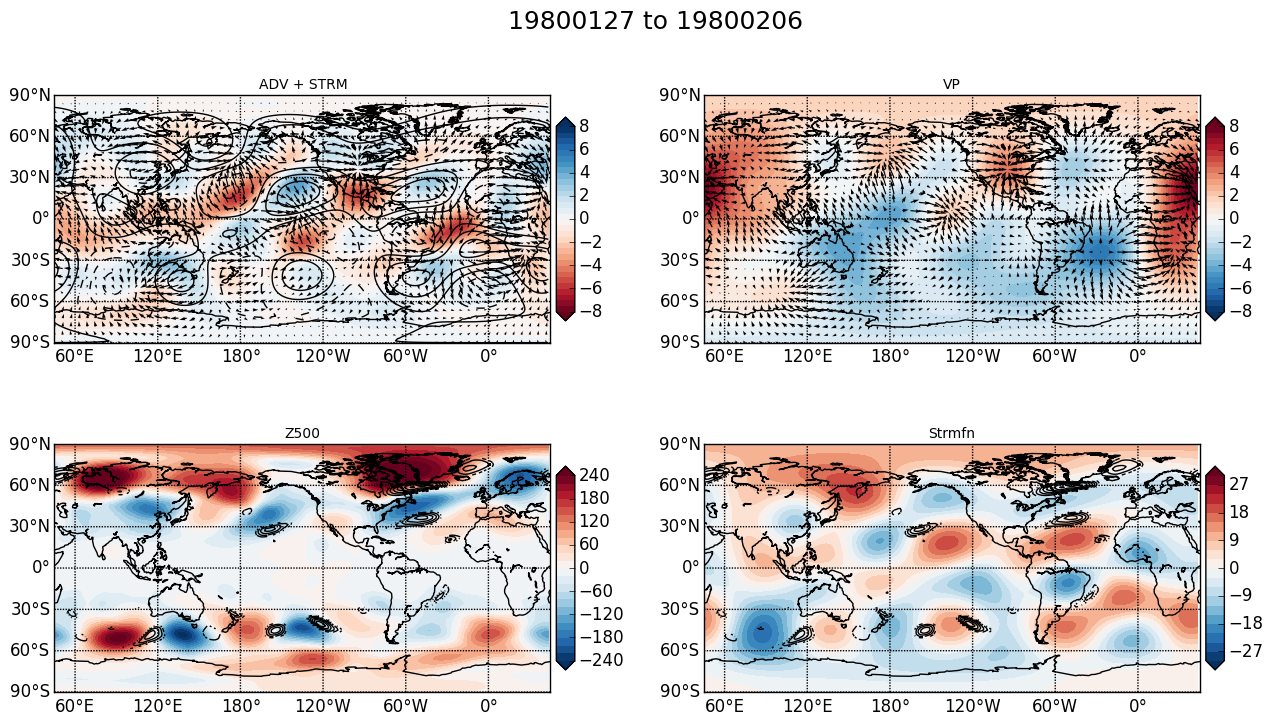 19800127 to 19800206
ADV + STRM
90°N
60°N
30°N
0°
30°S
60°S
90°S
60°E 120°E 180° 120°W 60°W 0°
8
6
4
2
0
−2
−4
−6
−8
VP
90°N
60°N
30°N
0°
30°S
60°S
90°S
60°E 120°E 180° 120°W 60°W 0°
8
6
4
2
0
−2
−4
−6
−8
Z500
90°N
60°N
30°N
0°
30°S
60°S
90°S
60°E 120°E 180° 120°W 60°W 0°
240
180
120
60
0
−60
−120
−180
−240
Strmfn
90°N
60°N
30°N
0°
30°S
60°S
90°S
60°E 120°E 180° 120°W 60°W 0°
27
18
9
0
−9
−18
−27